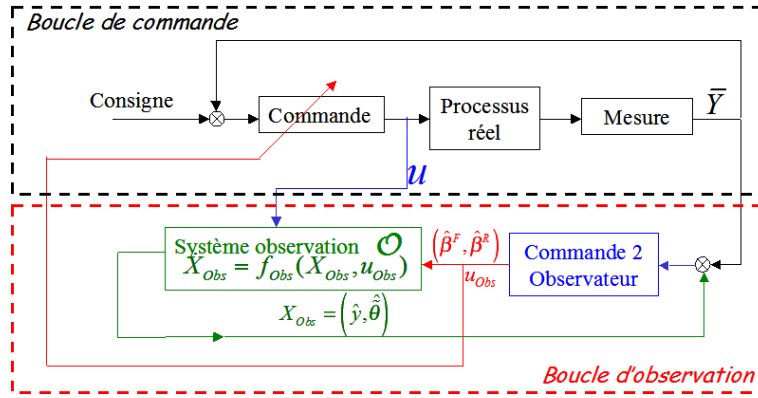 Boucle de commande
Consigne
Commande
Processus
réel
Mesure
Ȳ
u
Système observation 𝒪
Ẋ_Obs = f_Obs(X_Obs, u_Obs)
X_Obs = (ŷ, θ̃̂)
(β̂^F, β̂^R)
u_Obs
Commande 2
Observateur
Boucle d'observation